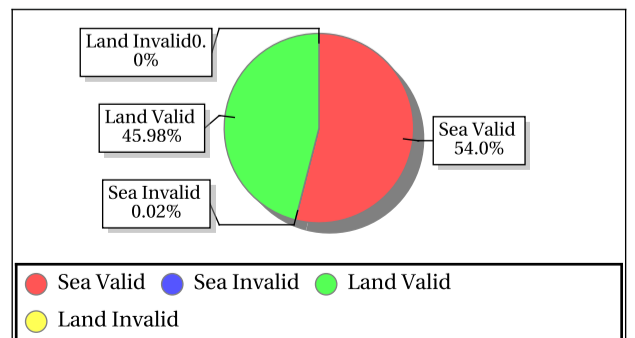 Land Invalid0.
0%
Land Valid
45.98%
Sea Valid
54.0%
Sea Invalid
0.02%
Sea Valid Sea Invalid Land Valid
Land Invalid